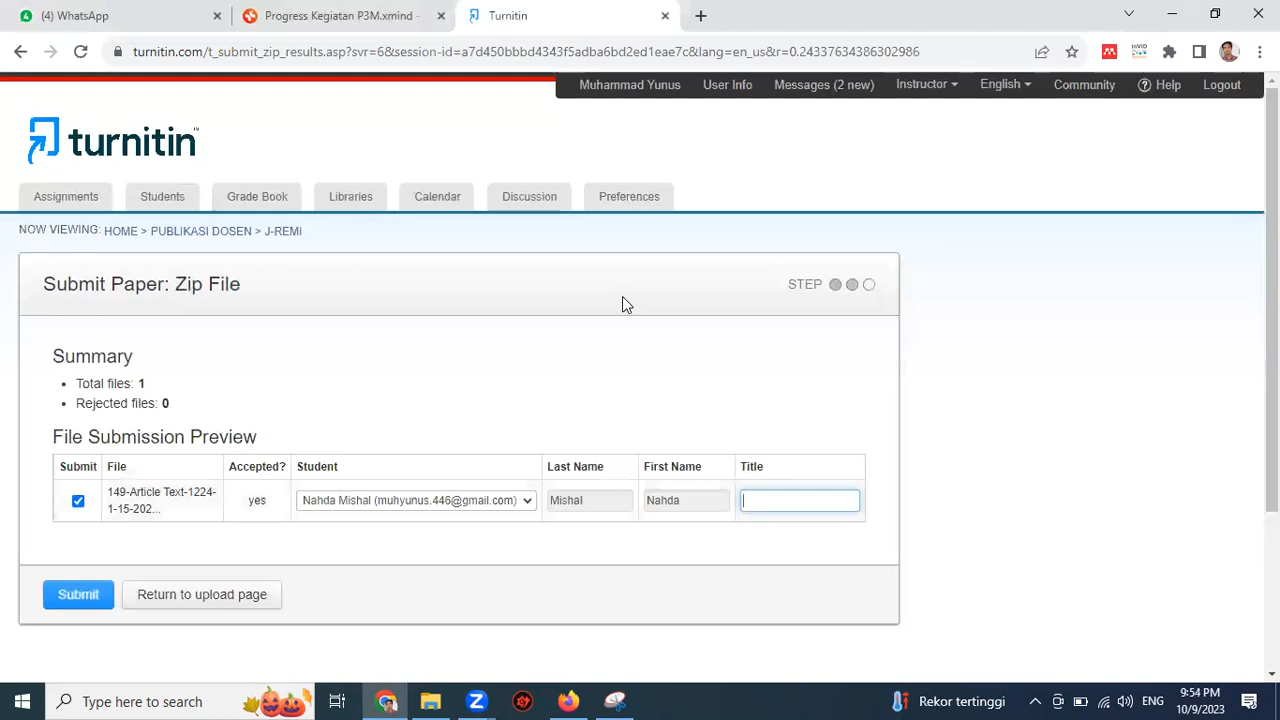 4 (4) WhatsApp
Progress Kegiatan P3M.xmind -
Turnitin
turnitin.com/t_submit_zip_results.asp?svr=6&session-id=a7d450bbbd4343f5adba6bd2ed1eae7c&lang=en_us&r=0.24337634386302986
Muhammad Yunus User Info Messages (2 new) Instructor English Community Help Logout
turnitin
Assignments Students Grade Book Libraries Calendar Discussion Preferences
NOW VIEWING: HOME > PUBLIKASI DOSEN > J-REMI
Submit Paper: Zip File
STEP
Summary
• Total files: 1
• Rejected files: 0
File Submission Preview
Submit File Accepted? Student Last Name First Name Title
149-Article Text-1224-
1-15-202...
yes Nahda Mishal (muhyunus.446@gmail.com) Mishal Nahda
Submit Return to upload page
Type here to search
Rekor tertinggi
ENG
9:54 PM
10/9/2023